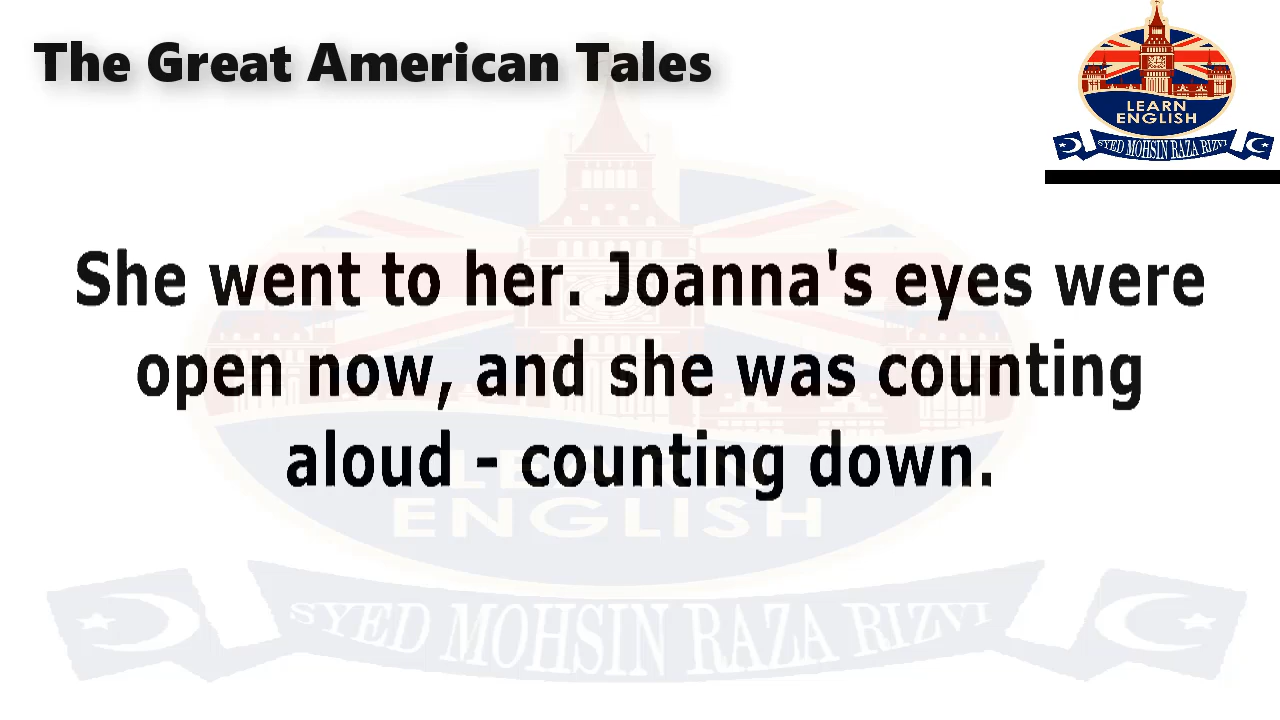 The Great American Tales
LEARN
ENGLISH
SYED MOHSIN RAZA RIZVI
She went to her. Joanna's eyes were
open now, and she was counting
aloud - counting down.
LEARN
ENGLISH
SYED MOHSIN RAZA RIZVI